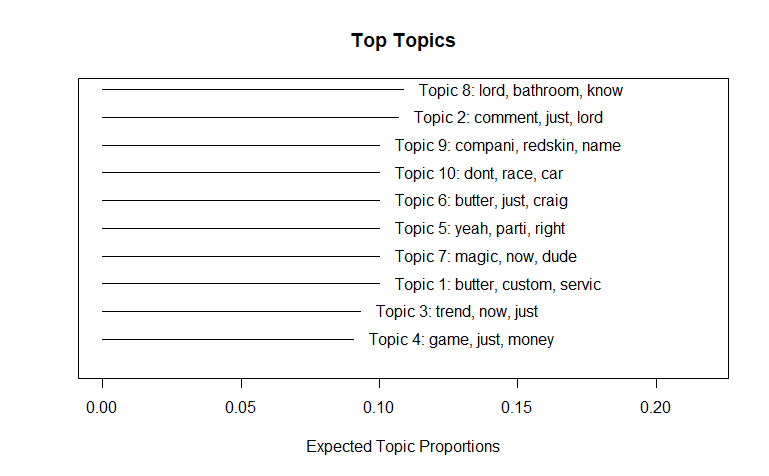 Top Topics
Topic 8: lord, bathroom, know
Topic 2: comment, just, lord
Topic 9: compani, redskin, name
Topic 10: dont, race, car
Topic 6: butter, just, craig
Topic 5: yeah, parti, right
Topic 7: magic, now, dude
Topic 1: butter, custom, servic
Topic 3: trend, now, just
Topic 4: game, just, money
0.00 0.05 0.10 0.15 0.20
Expected Topic Proportions